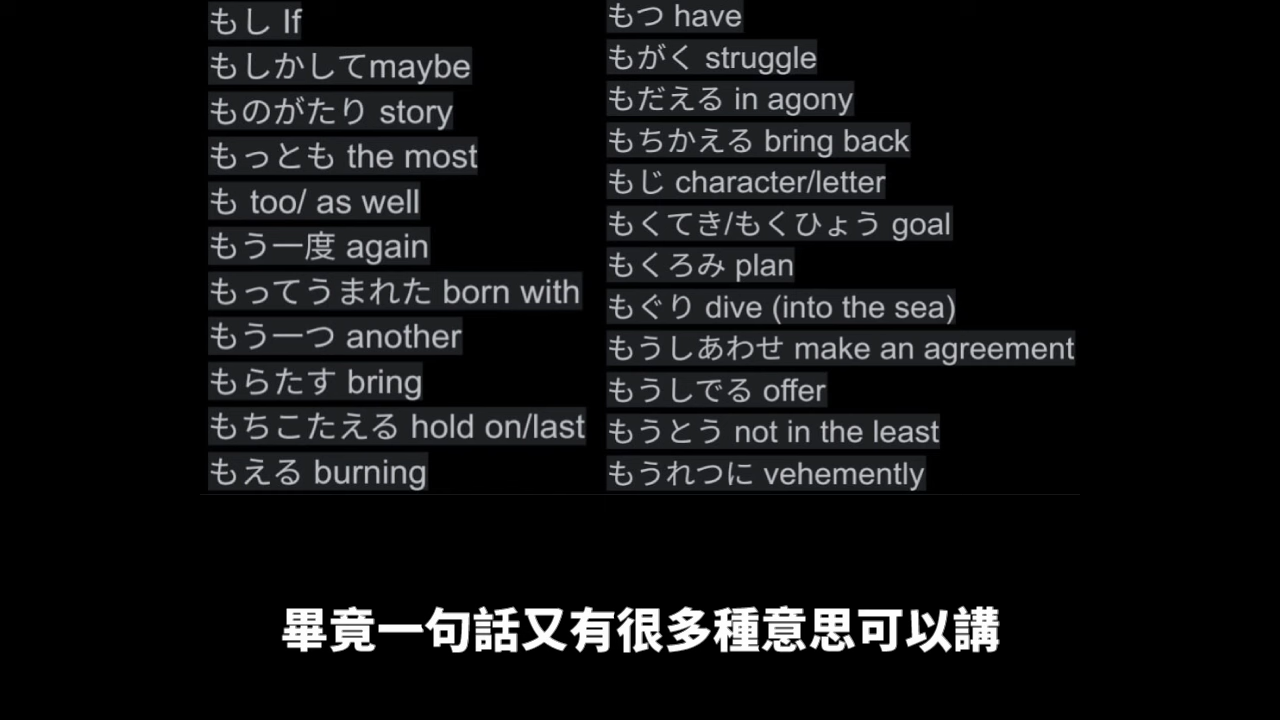 もし If
もしかしてmaybe
ものがたり story
もっとも the most
も too/ as well
もう一度 again
もってうまれた born with
もう一つ another
もらたす bring
もちこたえる hold on/last
もえる burning
もつ have
もがく struggle
もだえる in agony
もちかえる bring back
もじ character/letter
もくてき/もくひょう goal
もくろみ plan
もぐり dive (into the sea)
もうしあわせ make an agreement
もうしでる offer
もうとう not in the least
もうれつに vehemently
畢竟一句話又有很多種意思可以講